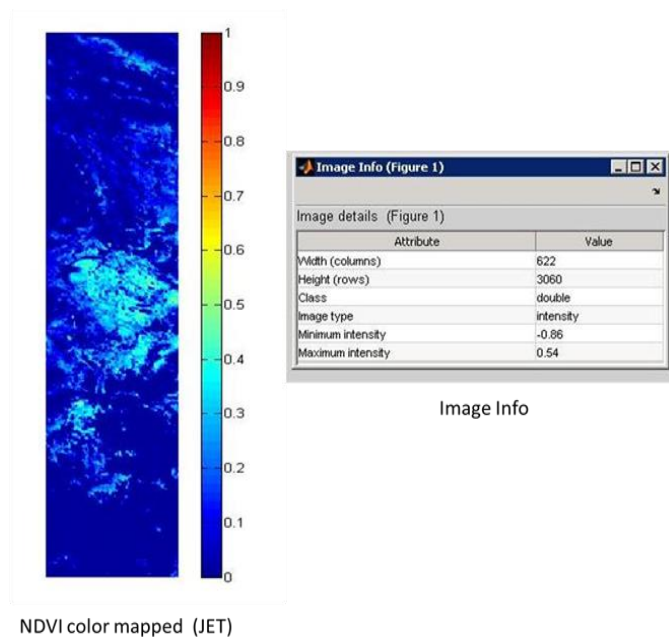 1
0.9
0.8
0.7
0.6
0.5
0.4
0.3
0.2
0.1
0
NDVI color mapped (JET)
Image Info (Figure 1)
Image details (Figure 1)
Attribute Value
Width (columns) 622
Height (rows) 3060
Class double
Image type intensity
Minimum intensity -0.86
Maximum intensity 0.54
Image Info